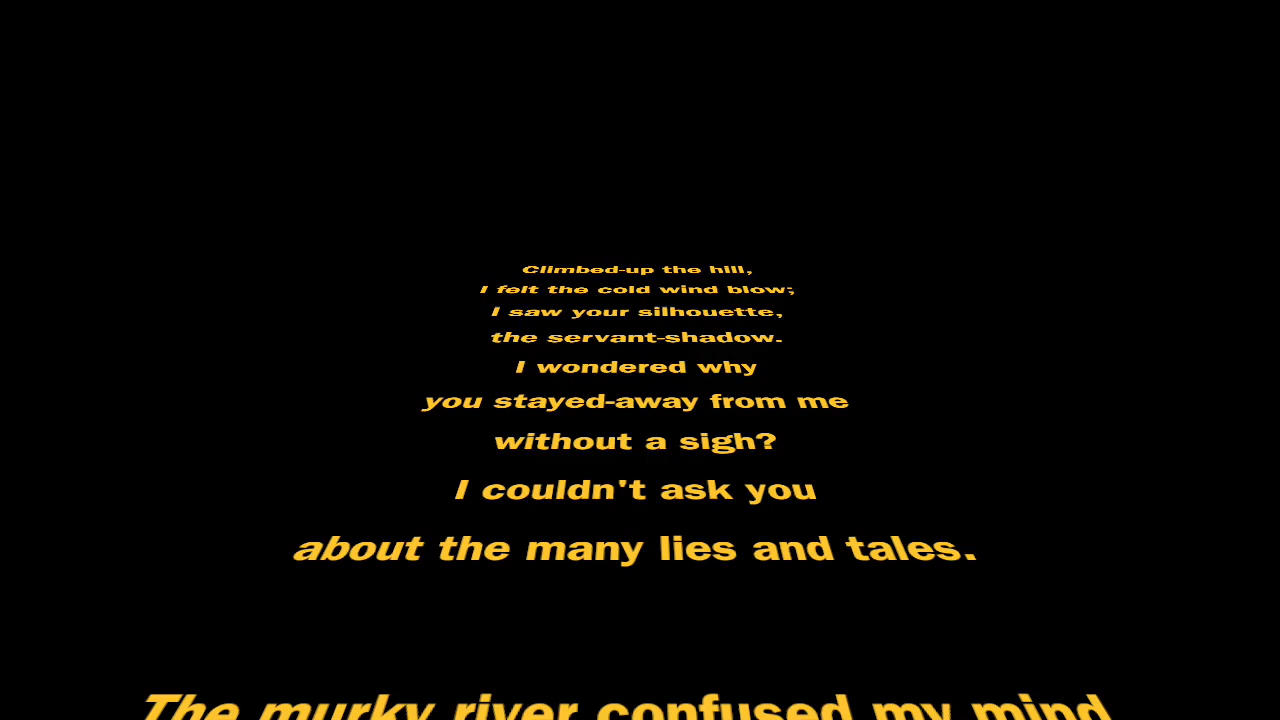 Climbed-up the hill,
I felt the cold wind blow;
I saw your silhouette,
the servant-shadow.
I wondered why
you stayed-away from me
without a sigh?
I couldn't ask you
about the many lies and tales.
The murky river confused my mind